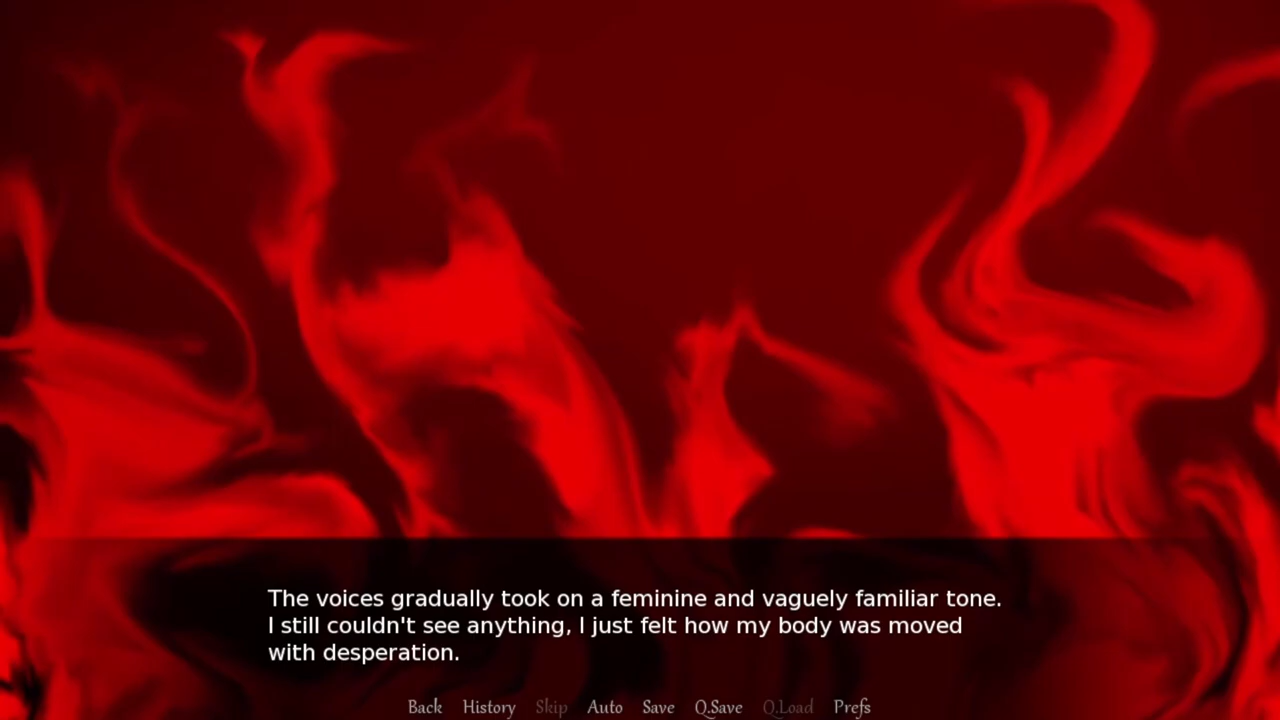 The voices gradually took on a feminine and vaguely familiar tone.
I still couldn't see anything, I just felt how my body was moved
with desperation.
Back History Skip Auto Save Q.Save Q.Load Prefs